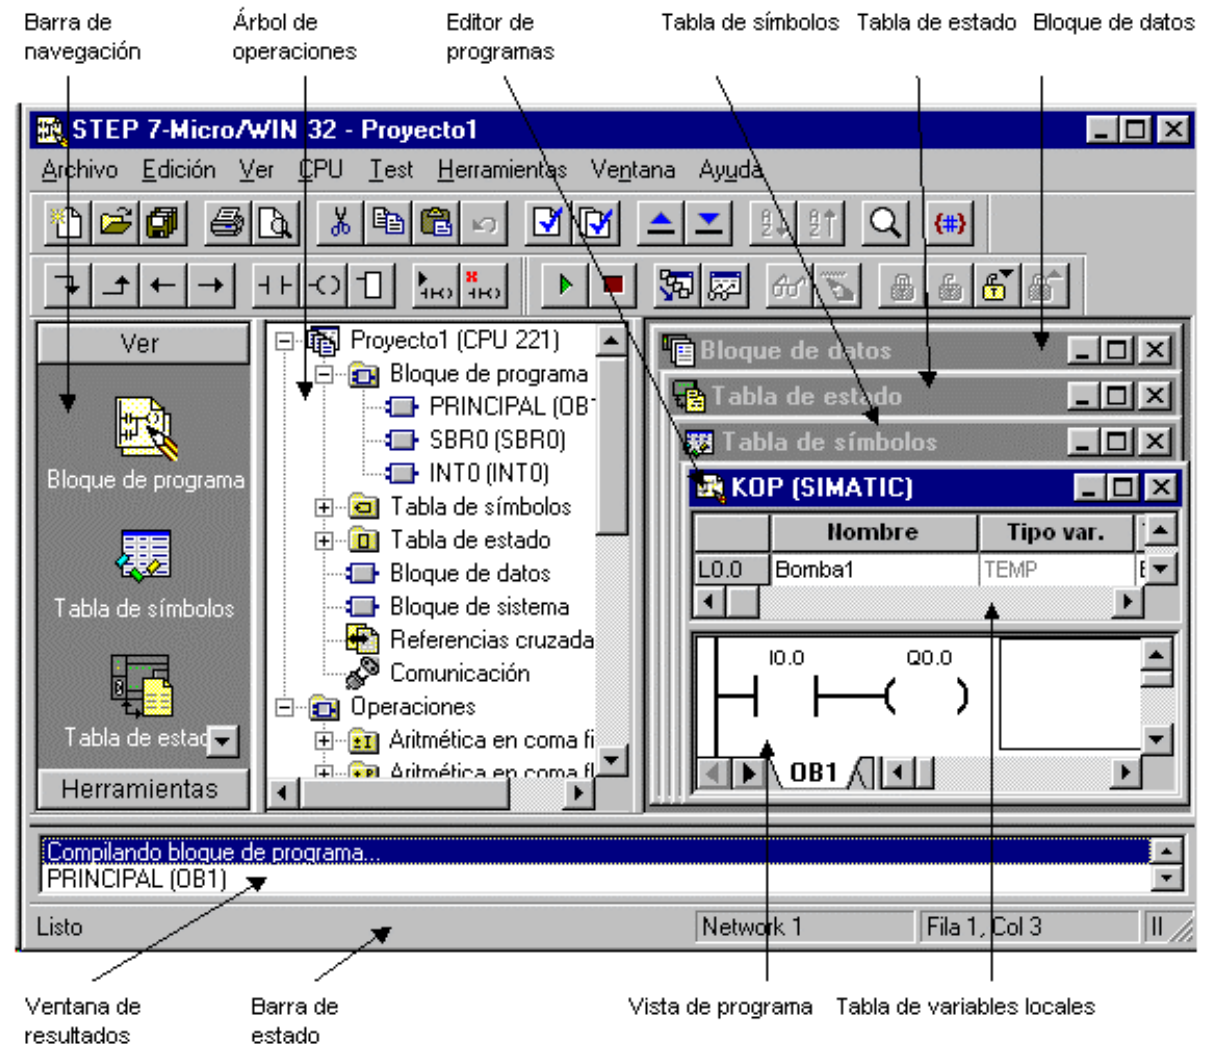 Barra de
navegación
Árbol de
operaciones
Editor de
programas
Tabla de símbolos
Tabla de estado
Bloque de datos
STEP 7-Micro/WIN 32 - Proyecto1
Archivo Edición Ver CPU Test Herramientas Ventana Ayuda
Ver
Bloque de programa
Tabla de símbolos
Tabla de estad
Herramientas
Proyecto1 (CPU 221)
Bloque de programa
PRINCIPAL (OB1
SBR0 (SBR0)
INT0 (INT0)
Tabla de símbolos
Tabla de estado
Bloque de datos
Bloque de sistema
Referencias cruzada
Comunicación
Operaciones
Aritmética en coma fi
Aritmética en coma fl
Bloque de datos
Tabla de estado
Tabla de símbolos
KOP (SIMATIC)
Nombre Tipo var.
L0.0 Bomba1 TEMP
I0.0 Q0.0
OB1
Compilando bloque de programa...
PRINCIPAL (OB1)
Listo Network 1 Fila 1, Col 3
Ventana de
resultados
Barra de
estado
Vista de programa
Tabla de variables locales